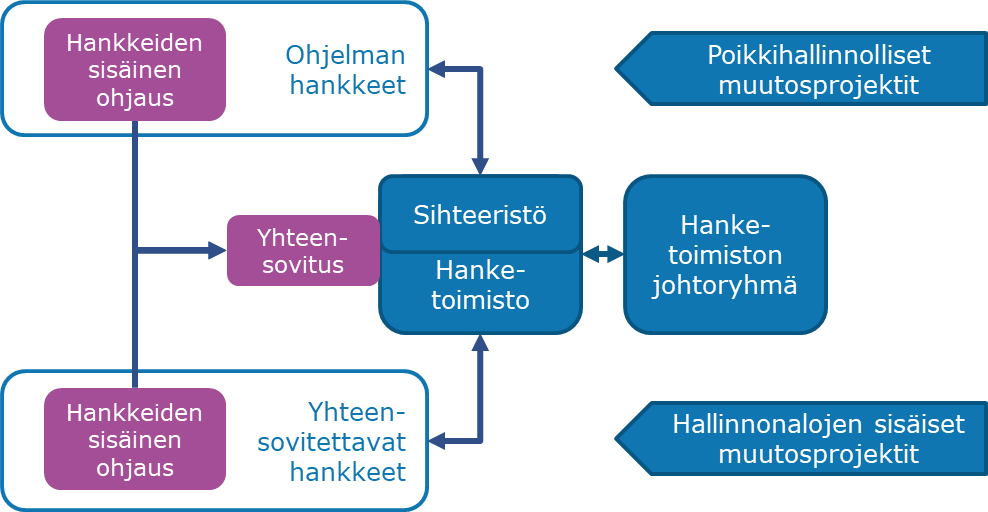 Hankkeiden
sisäinen
ohjaus
Ohjelman
hankkeet
Poikkihallinnolliset
muutosprojektit
Yhteen-
sovitus
Sihteeristö
Hanke-
toimisto
Hanke-
toimiston
johtoryhmä
Hankkeiden
sisäinen
ohjaus
Yhteen-
sovitettavat
hankkeet
Hallinnonalojen sisäiset
muutosprojektit